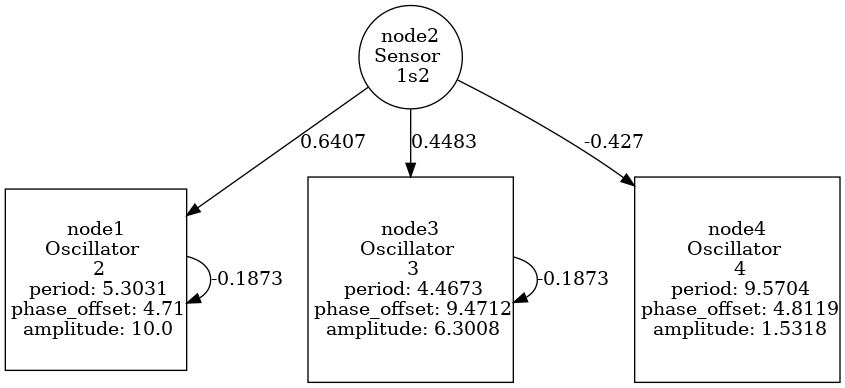 node2
Sensor
1s2
0.6407
0.4483
-0.427
node1
Oscillator
2
period: 5.3031
phase_offset: 4.71
amplitude: 10.0
-0.1873
node3
Oscillator
3
period: 4.4673
phase_offset: 9.4712
amplitude: 6.3008
-0.1873
node4
Oscillator
4
period: 9.5704
phase_offset: 4.8119
amplitude: 1.5318